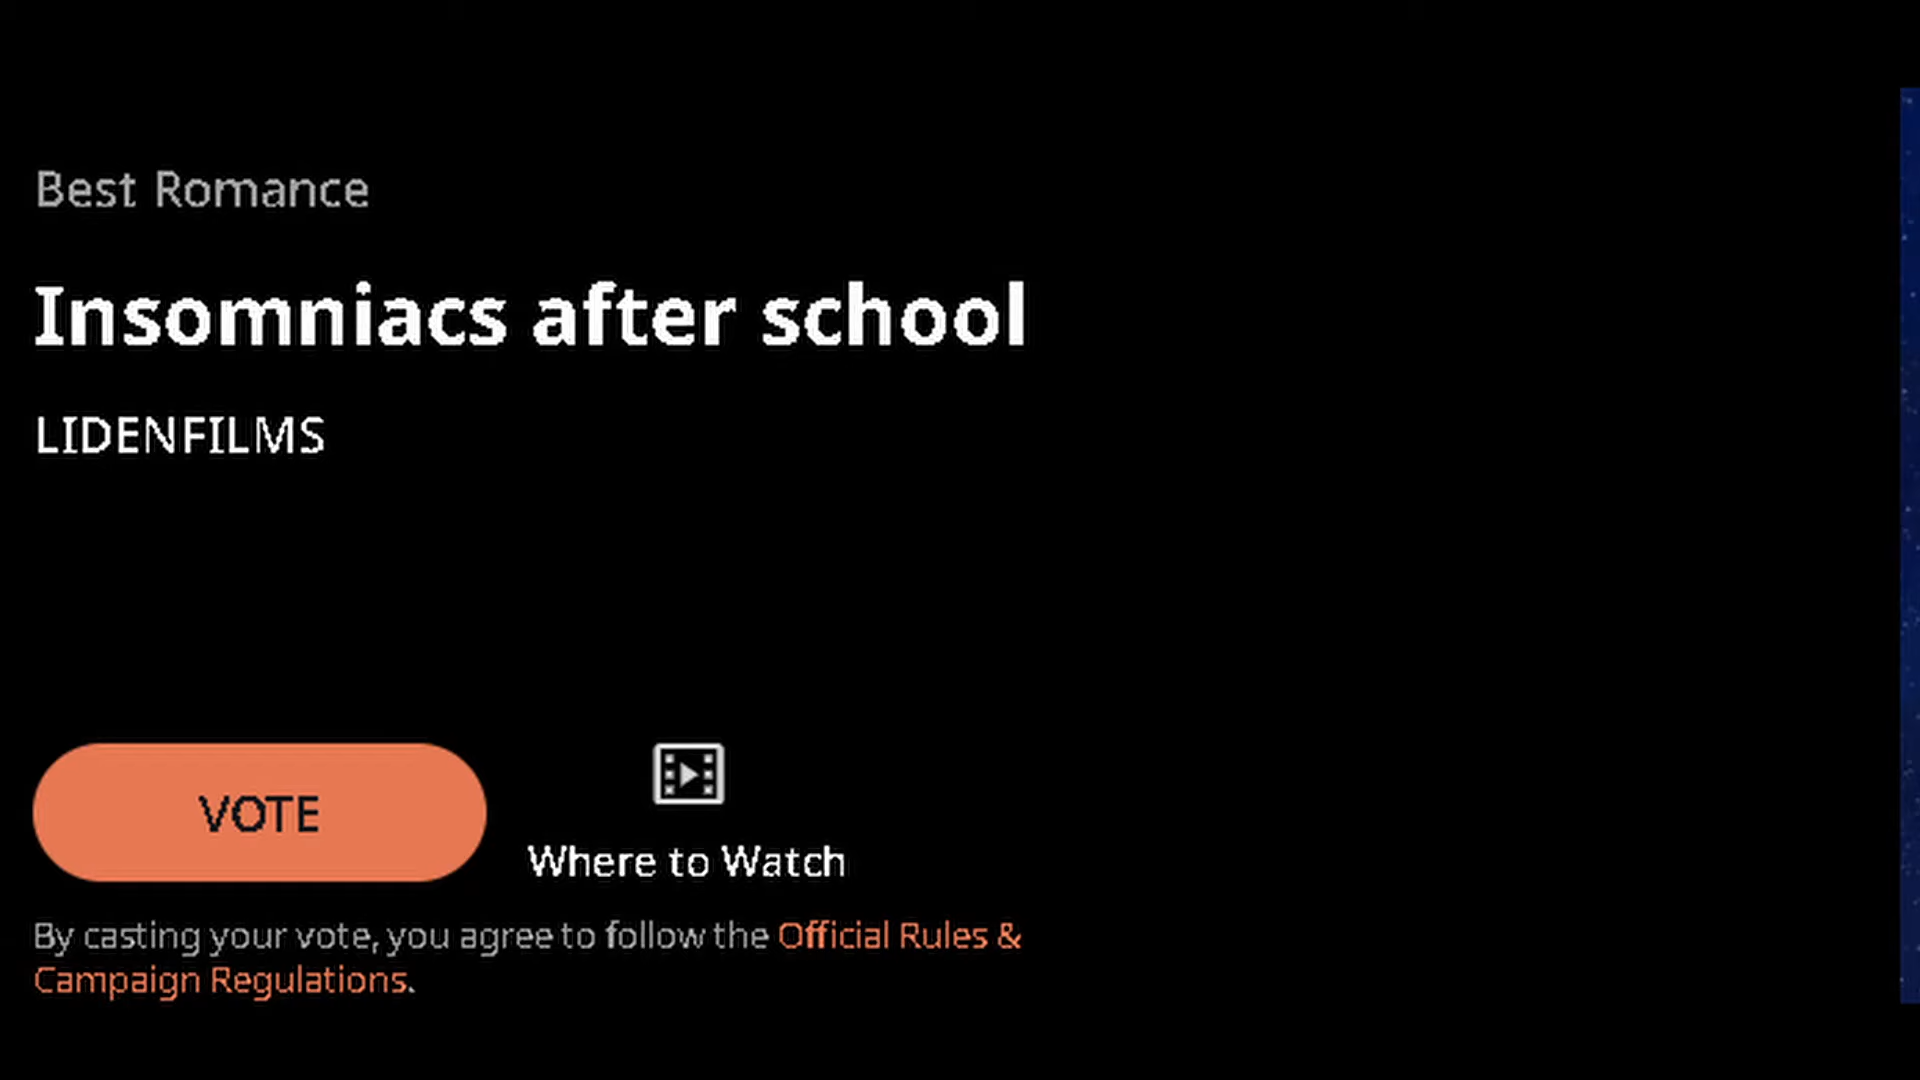 Best Romance
Insomniacs after school
LIDENFILMS
VOTE
Where to Watch
By casting your vote, you agree to follow the Official Rules &
Campaign Regulations.